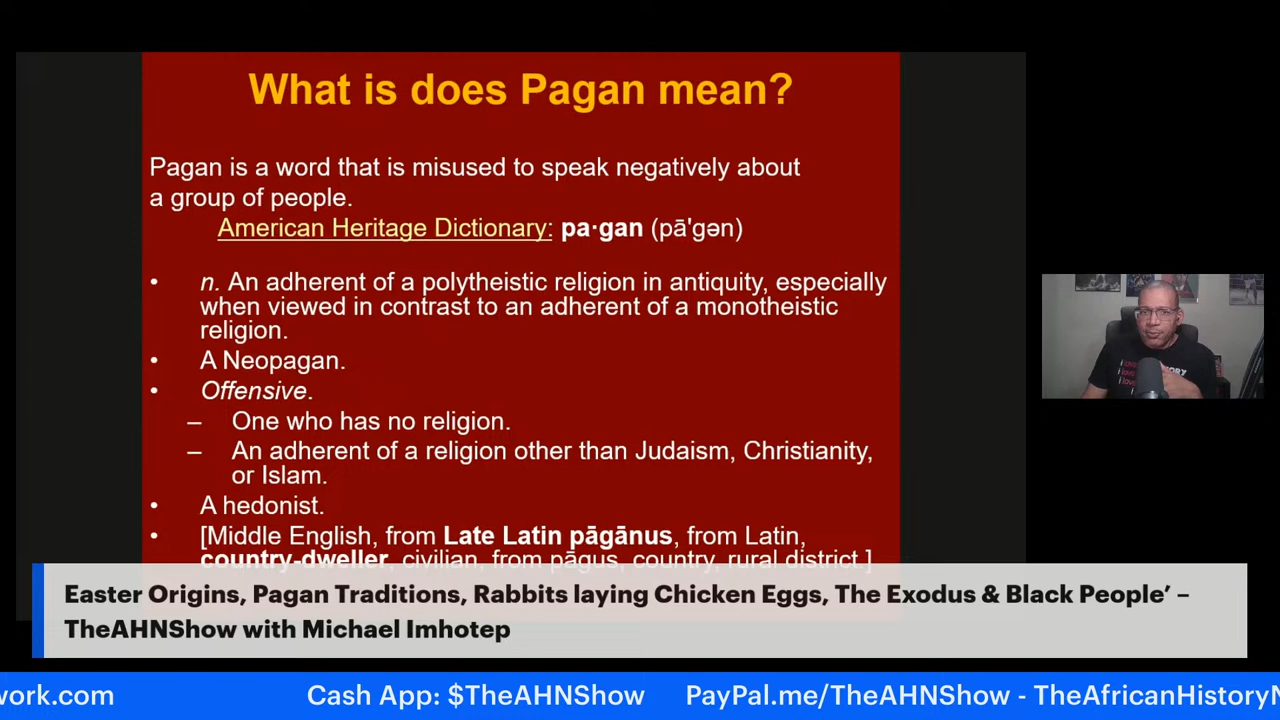 What is does Pagan mean?
Pagan is a word that is misused to speak negatively about
a group of people.
American Heritage Dictionary: pa·gan (pā'gən)
• n. An adherent of a polytheistic religion in antiquity, especially
when viewed in contrast to an adherent of a monotheistic
religion.
• A Neopagan.
• Offensive.
– One who has no religion.
– An adherent of a religion other than Judaism, Christianity,
or Islam.
• A hedonist.
• [Middle English, from Late Latin pāgānus, from Latin,
country-dweller, civilian, from pāgus, country, rural district.]
Easter Origins, Pagan Traditions, Rabbits laying Chicken Eggs, The Exodus & Black People’ –
TheAHNShow with Michael Imhotep
work.com Cash App: $TheAHNShow PayPal.me/TheAHNShow - TheAfricanHistoryN